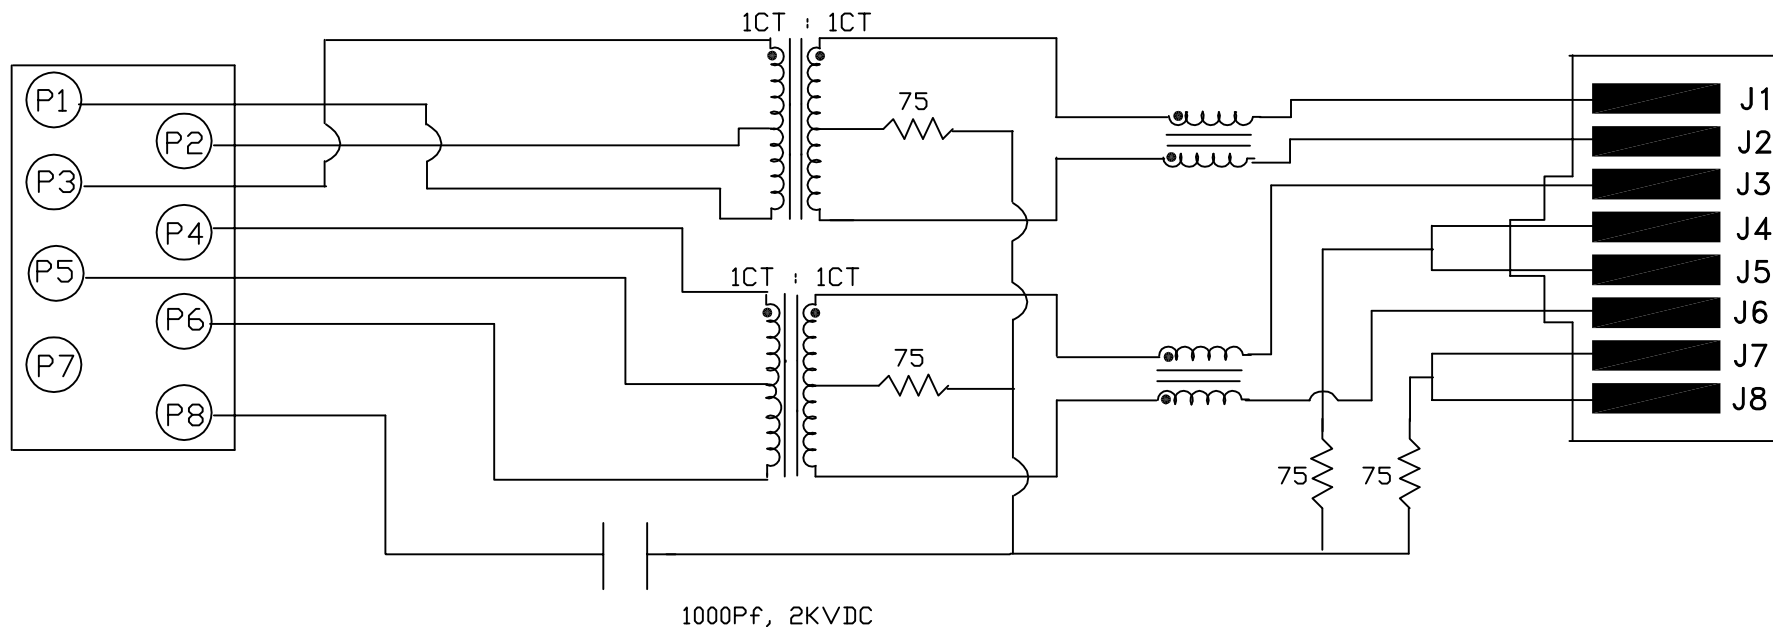 1CT : 1CT
P1
P2
P3
P4
P5
P6
P7
P8
75
1CT : 1CT
75
75
75
J1
J2
J3
J4
J5
J6
J7
J8
1000Pf, 2KVDC